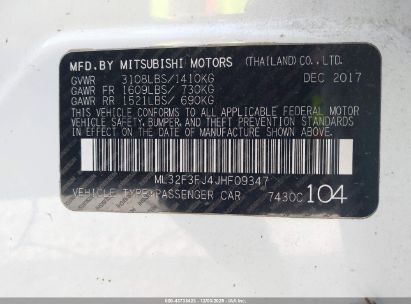 MFD. BY MITSUBISHI MOTORS (THAILAND) CO., LTD.
GVWR 3108LBS/1410KG DEC 2017
GAWR FR 1609LBS/ 730KG
GAWR RR 1521LBS/ 690KG
THIS VEHICLE CONFORMS TO ALL APPLICABLE FEDERAL MOTOR
VEHICLE SAFETY, BUMPER, AND THEFT PREVENTION STANDARDS
IN EFFECT ON THE DATE OF MANUFACTURE SHOWN ABOVE.
ML32F3FJ4JHF09347
VEHICLE TYPE:PASSENGER CAR 7430C 104